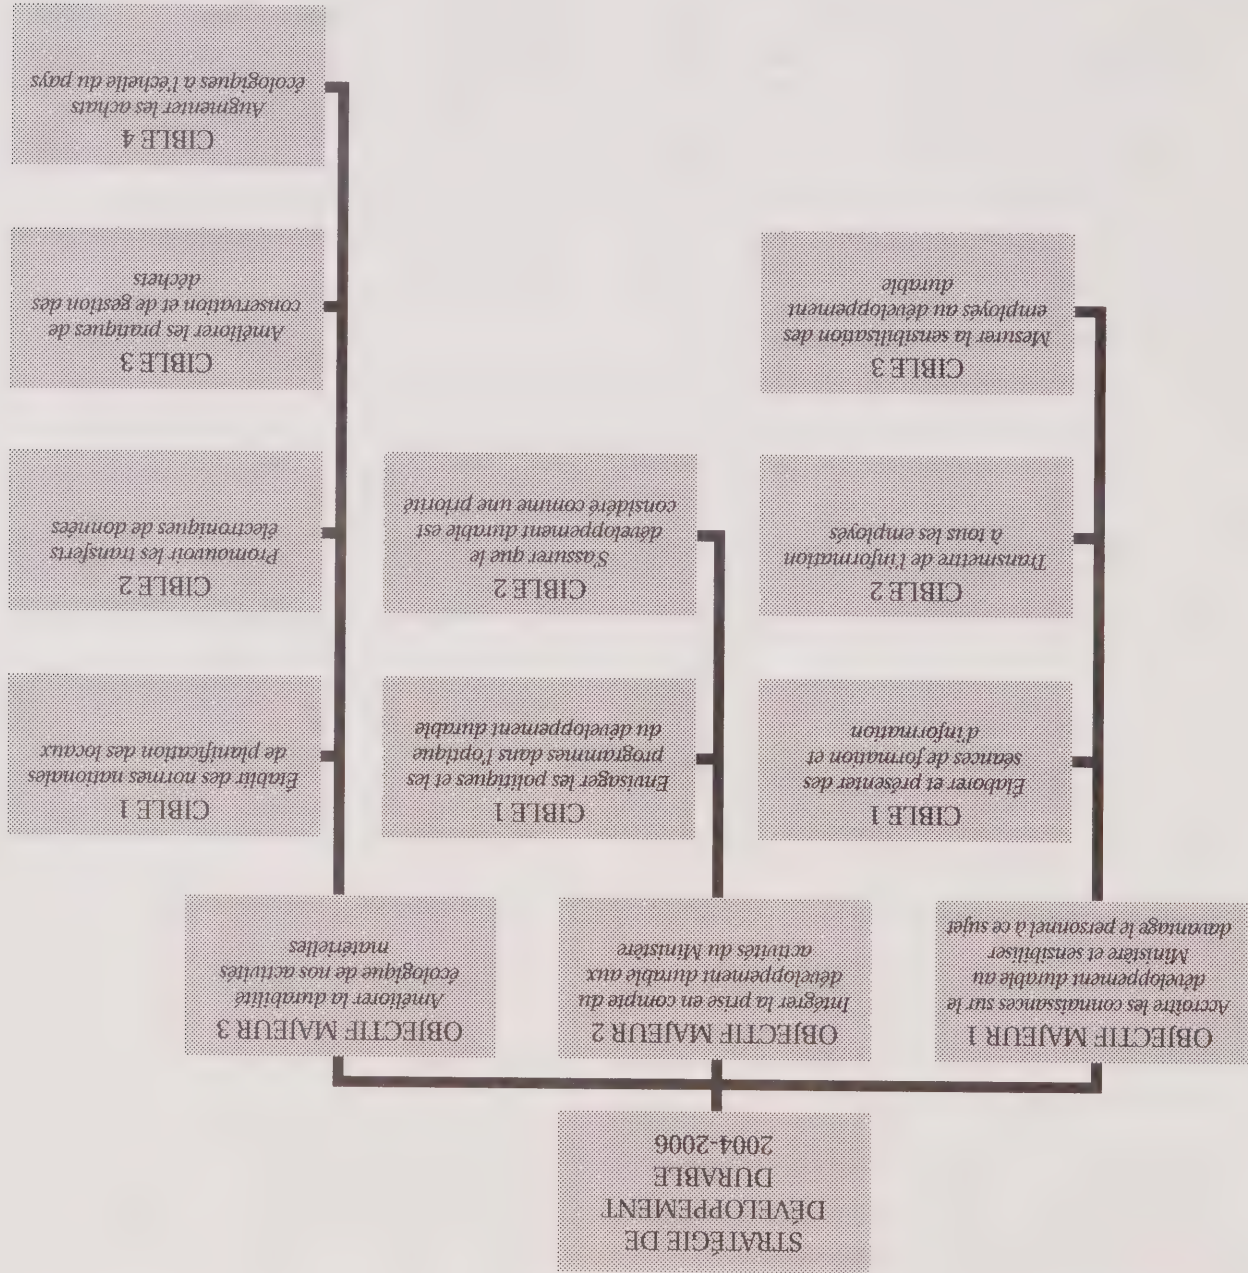 STRATÉGIE DE
DÉVELOPPEMENT
DURABLE
2004-2006
OBJECTIF MAJEUR 1
Accroître les connaissances sur le
développement durable au
Ministère et sensibiliser
davantage le personnel à ce sujet
CIBLE 1
Élaborer et présenter des
séances de formation et
d'information
CIBLE 2
Transmettre de l'information
à tous les employés
CIBLE 3
Mesurer la sensibilisation des
employés au développement
durable
OBJECTIF MAJEUR 2
Intégrer la prise en compte du
développement durable aux
activités du Ministère
CIBLE 1
Envisager les politiques et les
programmes dans l'optique
du développement durable
CIBLE 2
S'assurer que le
développement durable est
considéré comme une priorité
OBJECTIF MAJEUR 3
Améliorer la durabilité
écologique de nos activités
matérielles
CIBLE 1
Établir des normes nationales
de planification des locaux
CIBLE 2
Promouvoir les transferts
électroniques de données
CIBLE 3
Améliorer les pratiques de
conservation et de gestion des
déchets
CIBLE 4
Augmenter les achats
écologiques à l'échelle du pays